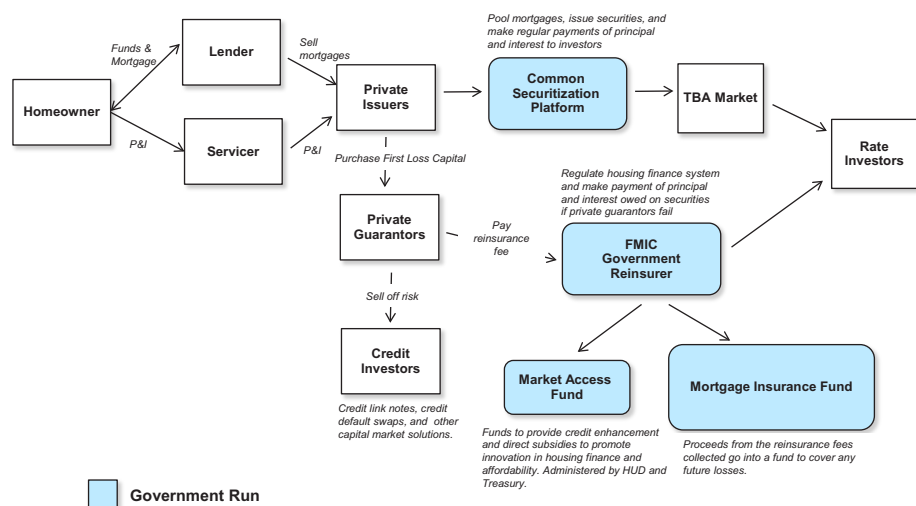 Pool mortgages, issue securities, and
make regular payments of principal
and interest to investors
Funds &
Mortgage
Lender
Sell
mortgages
Private
Issuers
Common
Securitization
Platform
TBA Market
Homeowner
P&I
Servicer
P&I
Rate
Investors
Purchase First Loss Capital
Regulate housing finance system
and make payment of principal
and interest owed on securities
if private guarantors fail
Private
Guarantors
Pay
reinsurance
fee
FMIC
Government
Reinsurer
Sell off risk
Credit
Investors
Market Access
Fund
Mortgage Insurance Fund
Credit link notes, credit
default swaps, and other
capital market solutions.
Funds to provide credit enhancement
and direct subsidies to promote
innovation in housing finance and
affordability. Administered by HUD and
Treasury.
Proceeds from the reinsurance fees
collected go into a fund to cover any
future losses.
Government Run